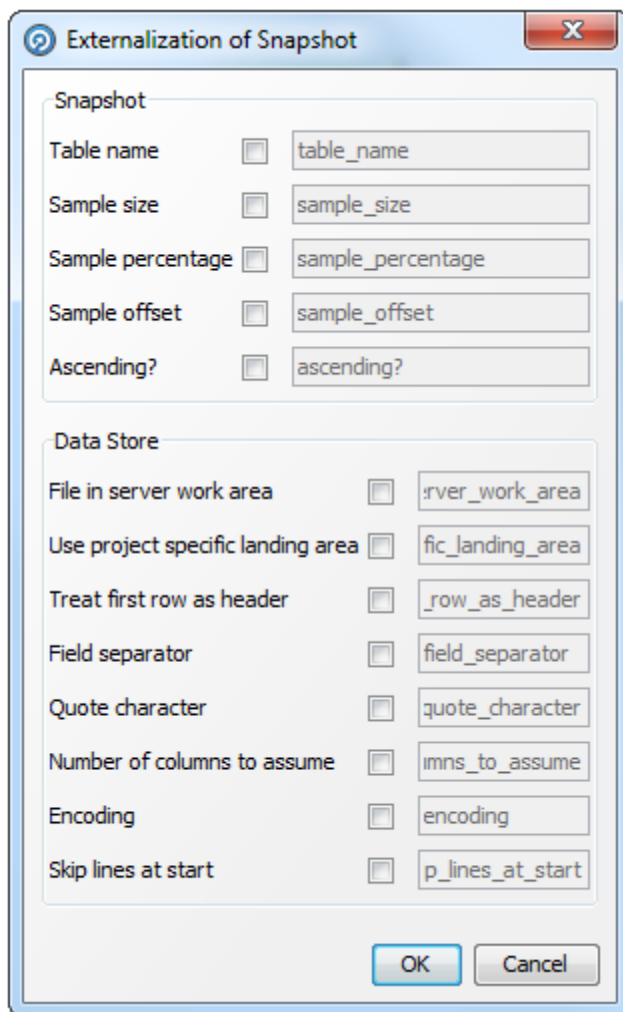 Externalization of Snapshot
Snapshot
Table name table_name
Sample size sample_size
Sample percentage sample_percentage
Sample offset sample_offset
Ascending? ascending?
Data Store
File in server work area erver_work_area
Use project specific landing area fic_landing_area
Treat first row as header _row_as_header
Field separator field_separator
Quote character quote_character
Number of columns to assume umns_to_assume
Encoding encoding
Skip lines at start p_lines_at_start
OK Cancel